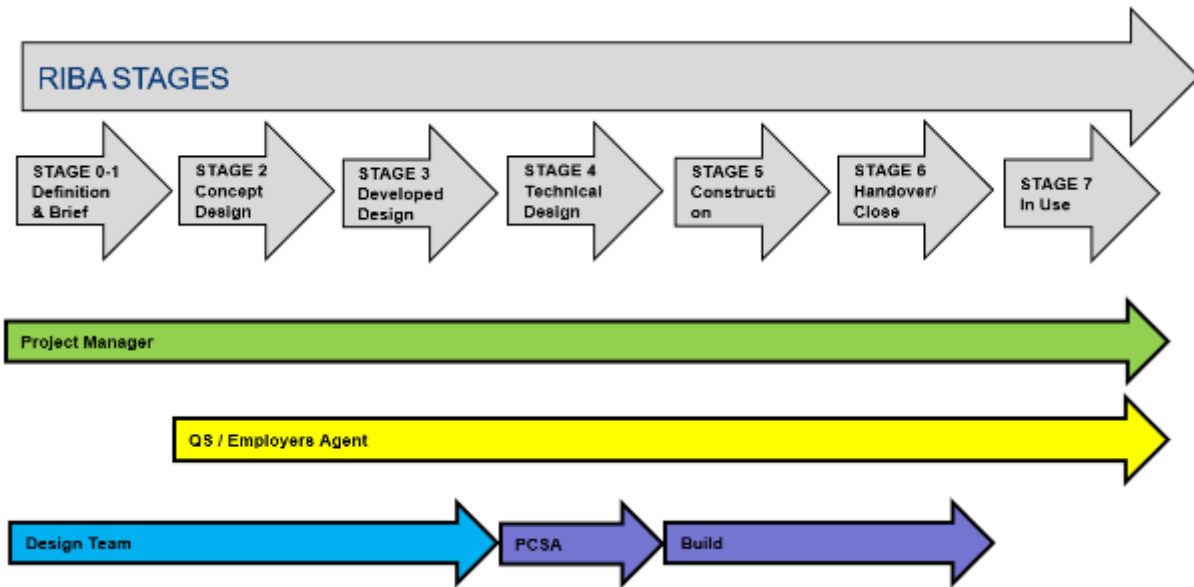 RIBA STAGES
STAGE 0-1
Definition
& Brief
STAGE 2
Concept
Design
STAGE 3
Developed
Design
STAGE 4
Technical
Design
STAGE 5
Constructi
on
STAGE 6
Handover/
Close
STAGE 7
In Use
Project Manager
QS / Employers Agent
Design Team
PCSA
Build